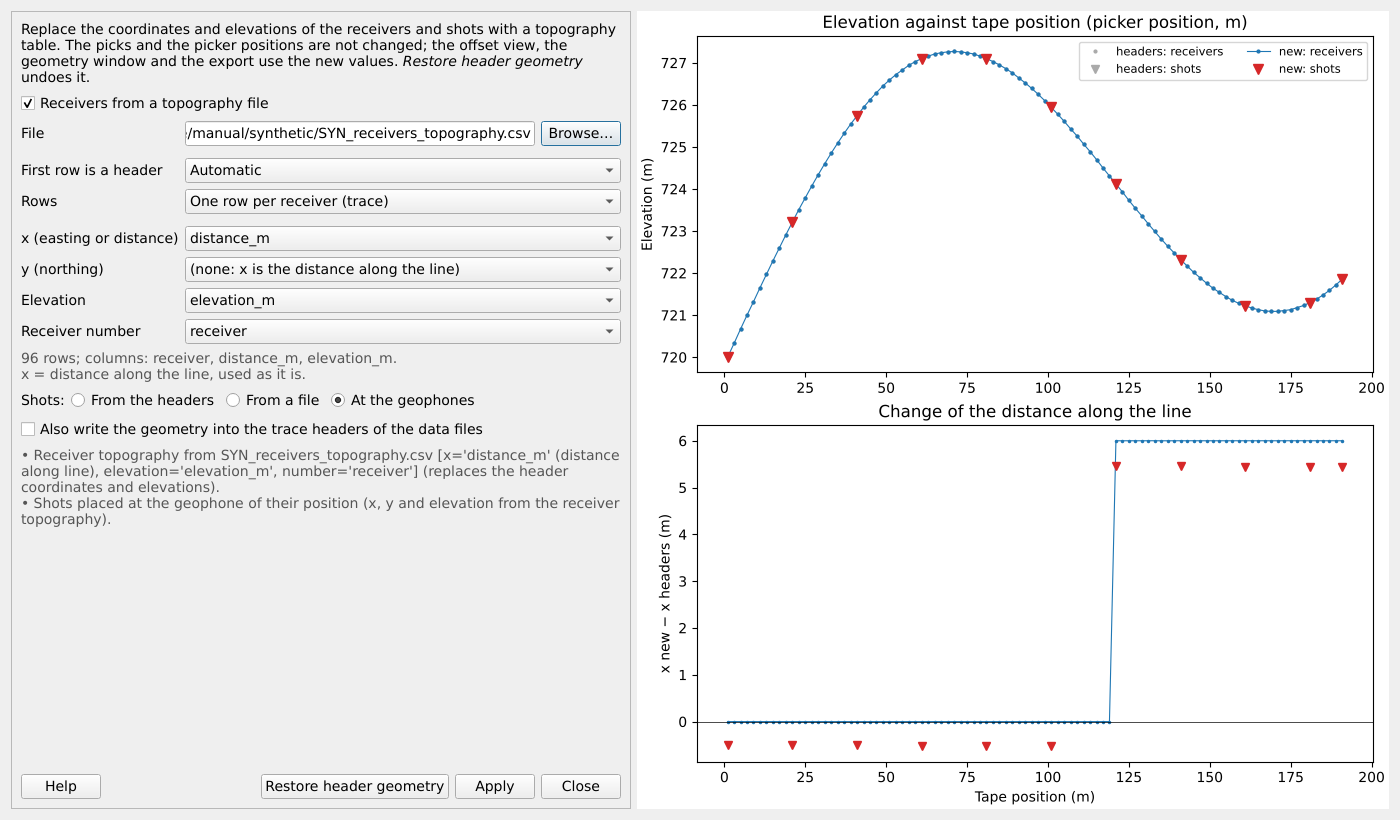 Replace the coordinates and elevations of the receivers and shots with a topography
table. The picks and the picker positions are not changed; the offset view, the
geometry window and the export use the new values. Restore header geometry
undoes it.
Receivers from a topography file
File
/manual/synthetic/SYN_receivers_topography.csv
Browse...
First row is a header
Automatic
Rows
One row per receiver (trace)
x (easting or distance)
distance_m
y (northing)
(none: x is the distance along the line)
Elevation
elevation_m
Receiver number
receiver
96 rows; columns: receiver, distance_m, elevation_m.
x = distance along the line, used as it is.
Shots:
From the headers
From a file
At the geophones
Also write the geometry into the trace headers of the data files
• Receiver topography from SYN_receivers_topography.csv [x='distance_m' (distance
along line), elevation='elevation_m', number='receiver'] (replaces the header
coordinates and elevations).
• Shots placed at the geophone of their position (x, y and elevation from the receiver
topography).
Help
Restore header geometry
Apply
Close
Elevation against tape position (picker position, m)
headers: receivers
headers: shots
new: receivers
new: shots
Elevation (m)
727
726
725
724
723
722
721
720
0
25
50
75
100
125
150
175
200
Change of the distance along the line
x new − x headers (m)
6
5
4
3
2
1
0
0
25
50
75
100
125
150
175
200
Tape position (m)